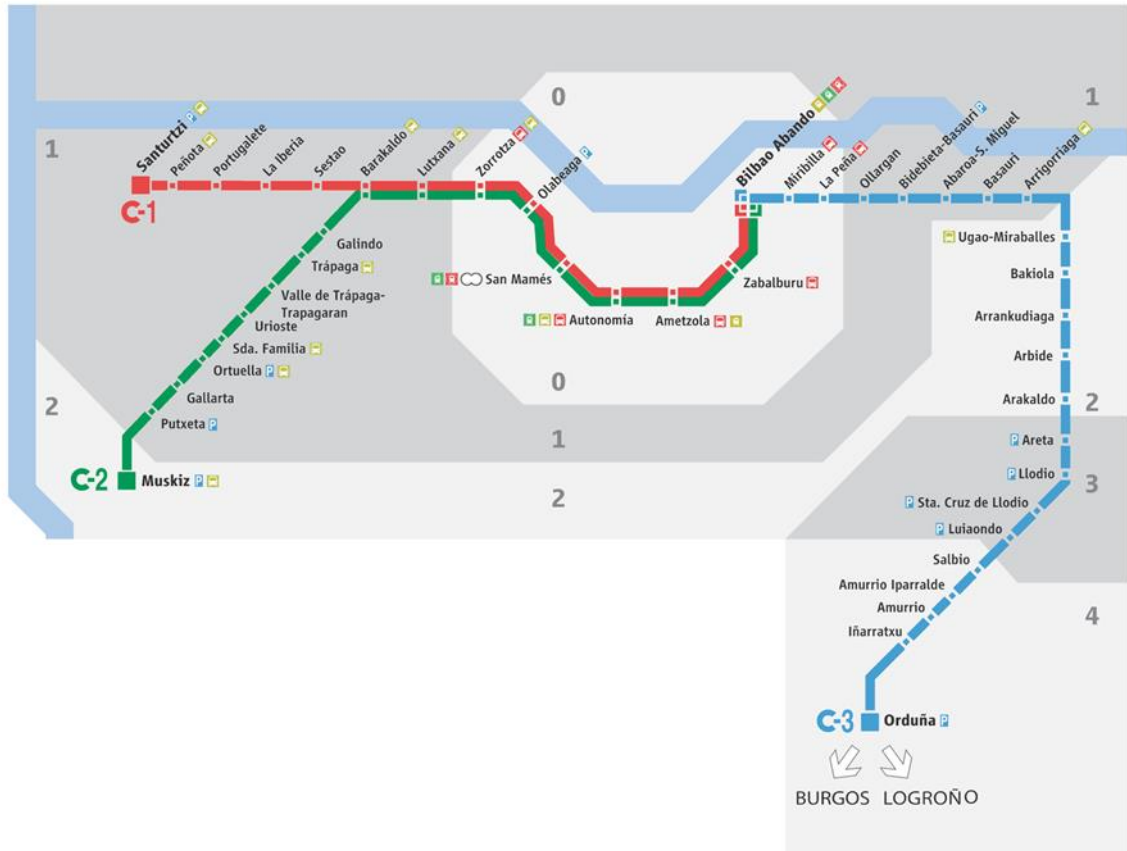 0
1
1
Santurtzi P
Peñota
Portugalete
La Iberia
Sestao
Barakaldo
Lutxana
Zorrotza
Olabeaga P
Bilbao Abando
Miribilla
La Peña
Ollargan
Bidebieta-Basauri P
Abaroa-S. Miguel
Basauri
Arrigorriaga
C-1
Galindo
Trápaga
Valle de Trápaga-
Trapagaran
Urioste
Sda. Familia
Ortuella P
Gallarta
Putxeta P
C-2 Muskiz P
San Mamés
Autonomía
Ametzola
Zabalburu
Ugao-Miraballes
Bakiola
Arrankudiaga
Arbide
Arakaldo
P Areta
P Llodio
P Sta. Cruz de Llodio
P Luiaondo
Salbio
Amurrio Iparralde
Amurrio
Iñarratxu
C-3 Orduña P
0
1
2
2
2
3
4
BURGOS LOGROÑO